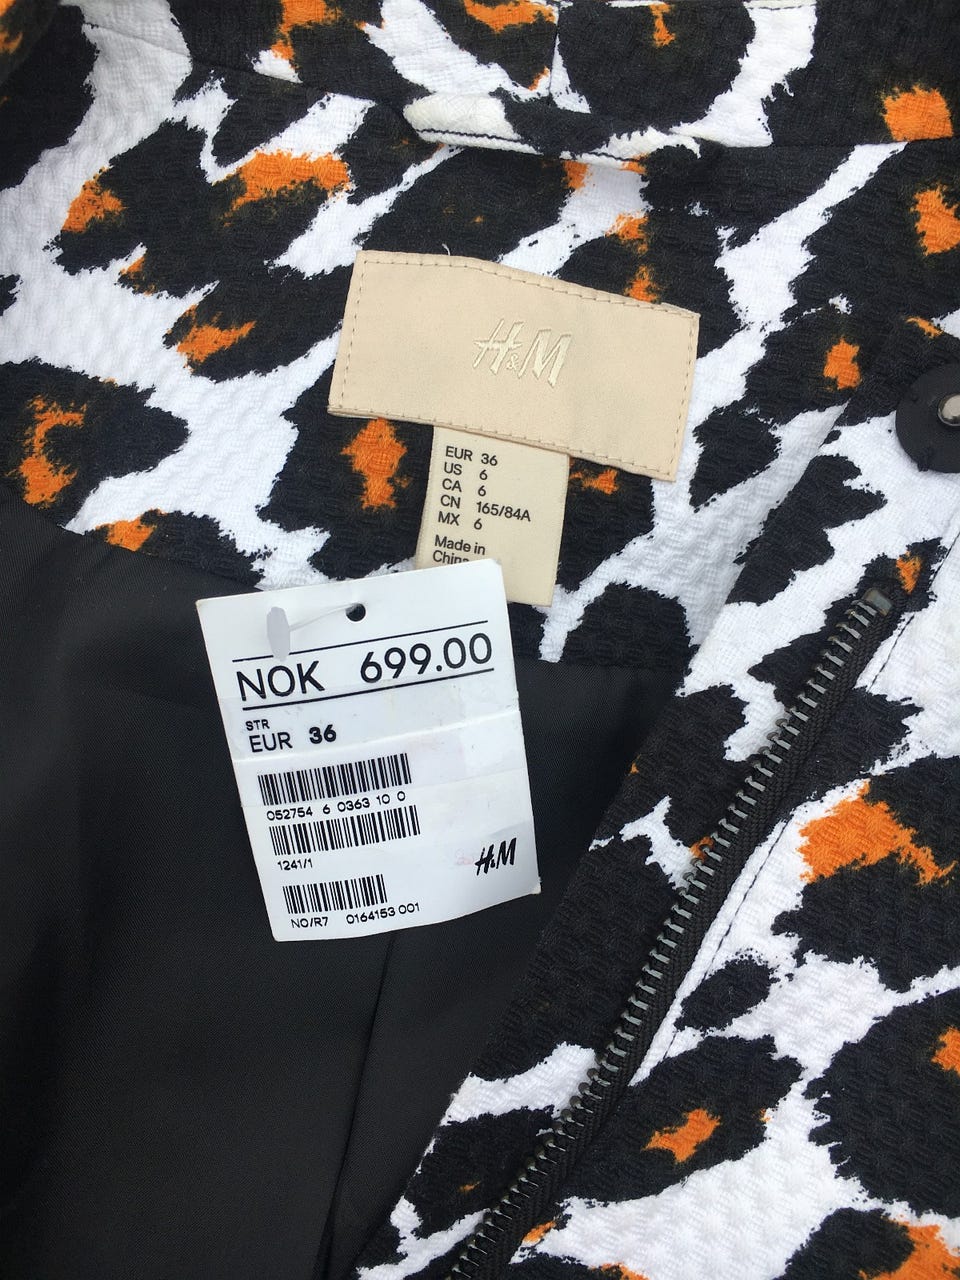 H&M
EUR 36
US 6
CA 6
CN 165/84A
MX 6
Made in
China
NOK 699.00
STR
EUR 36
052754 6 0363 10 0
1241/1
H&M
NO/R7 0164153 001